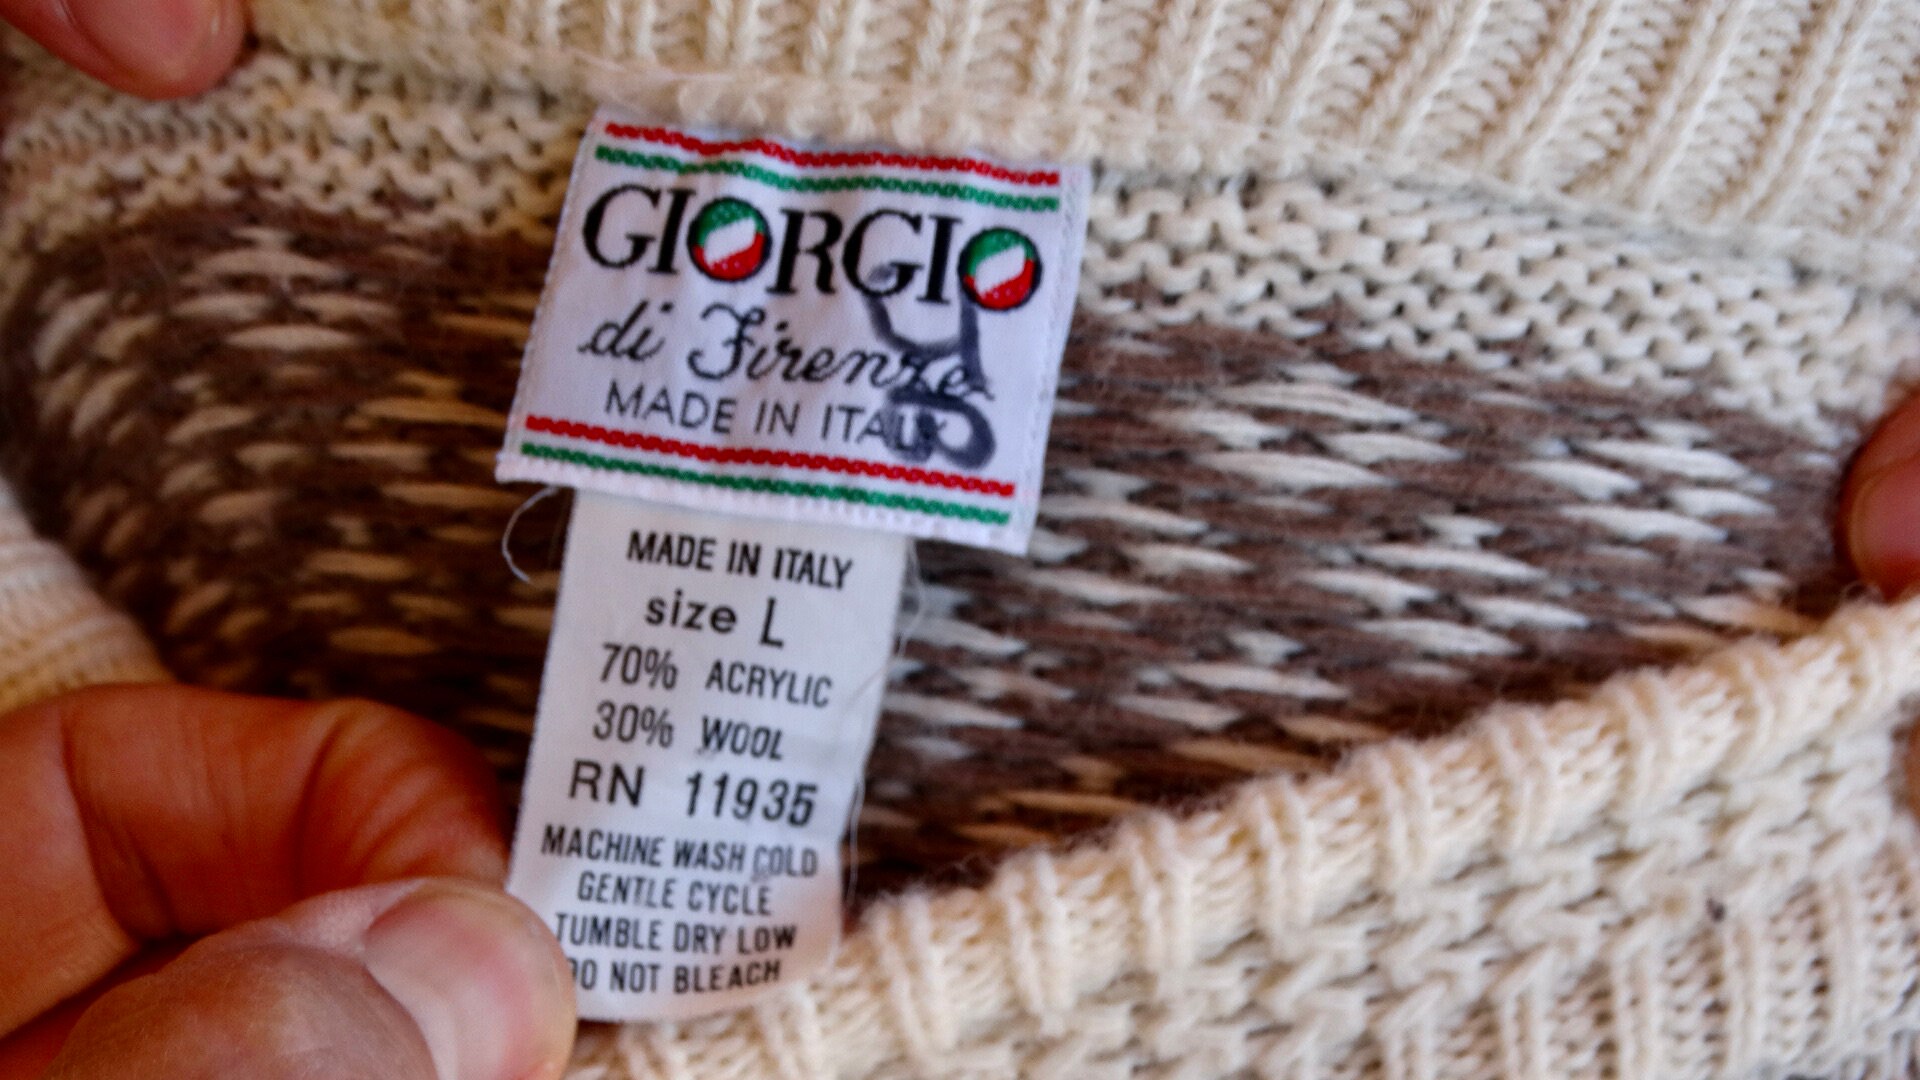 GIORGIO
di Firenze
MADE IN ITALY
MADE IN ITALY
size L
70% ACRYLIC
30% WOOL
RN 11935
MACHINE WASH COLD
GENTLE CYCLE
TUMBLE DRY LOW
DO NOT BLEACH